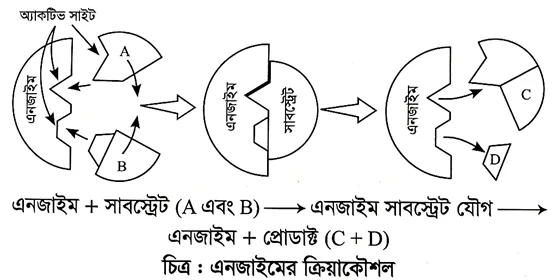 অ্যাকটিভ সাইট
A
এনজাইম
B
এনজাইম
সাবস্ট্রেট
এনজাইম
C
D
এনজাইম + সাবস্ট্রেট (A এবং B) ⟶ এনজাইম সাবস্ট্রেট যৌগ ⟶
এনজাইম + প্রোডাক্ট (C + D)
চিত্র : এনজাইমের ক্রিয়াকৌশল